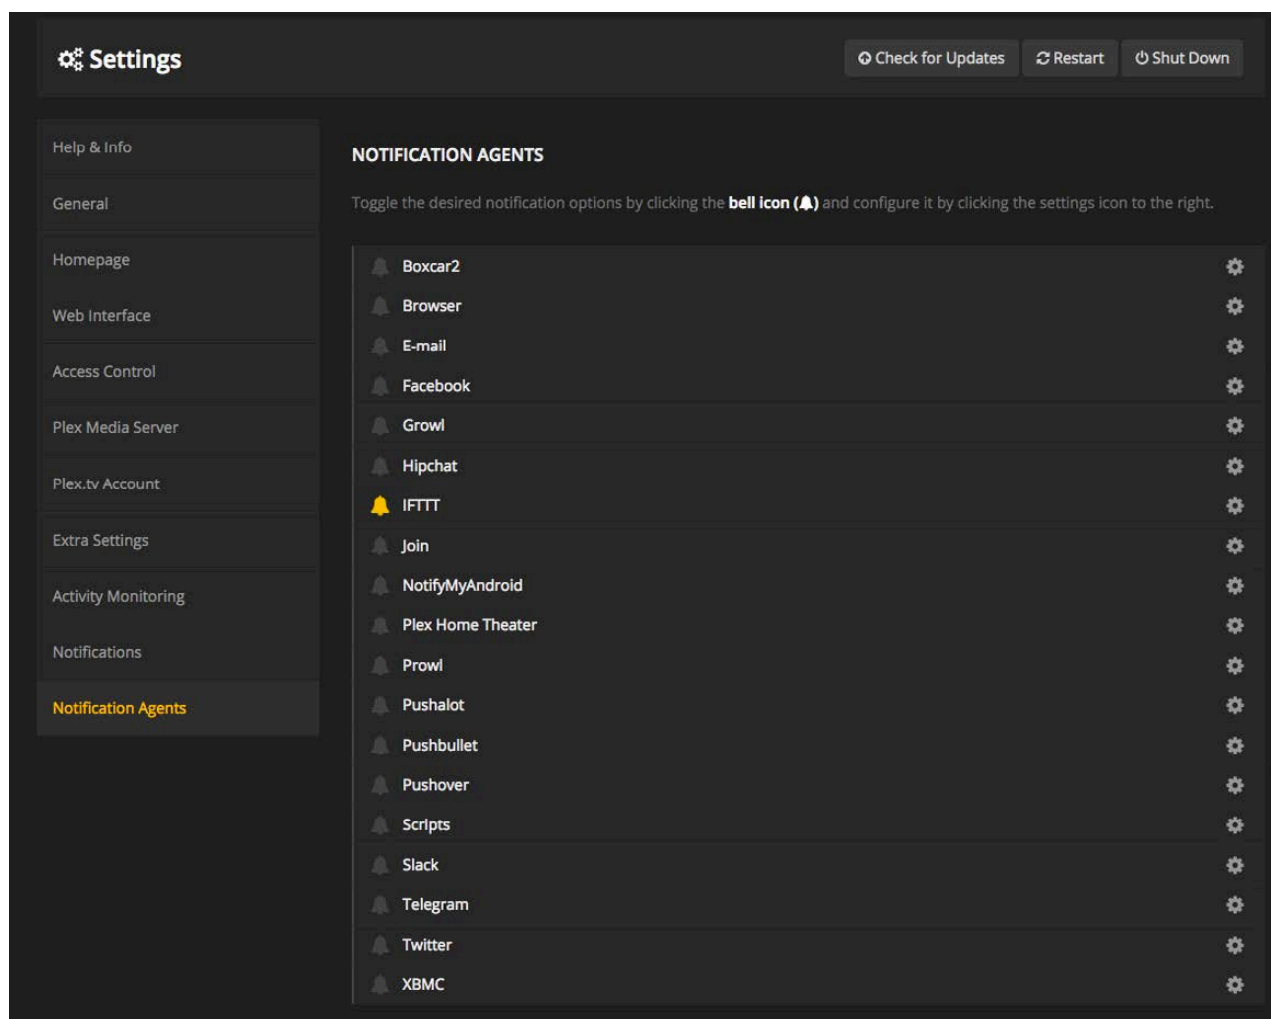 Settings
Check for Updates
Restart
Shut Down
Help & Info
General
Homepage
Web Interface
Access Control
Plex Media Server
Plex.tv Account
Extra Settings
Activity Monitoring
Notifications
Notification Agents
NOTIFICATION AGENTS
Toggle the desired notification options by clicking the bell icon () and configure it by clicking the settings icon to the right.
Boxcar2
Browser
E-mail
Facebook
Growl
Hipchat
IFTTT
Join
NotifyMyAndroid
Plex Home Theater
Prowl
Pushalot
Pushbullet
Pushover
Scripts
Slack
Telegram
Twitter
XBMC